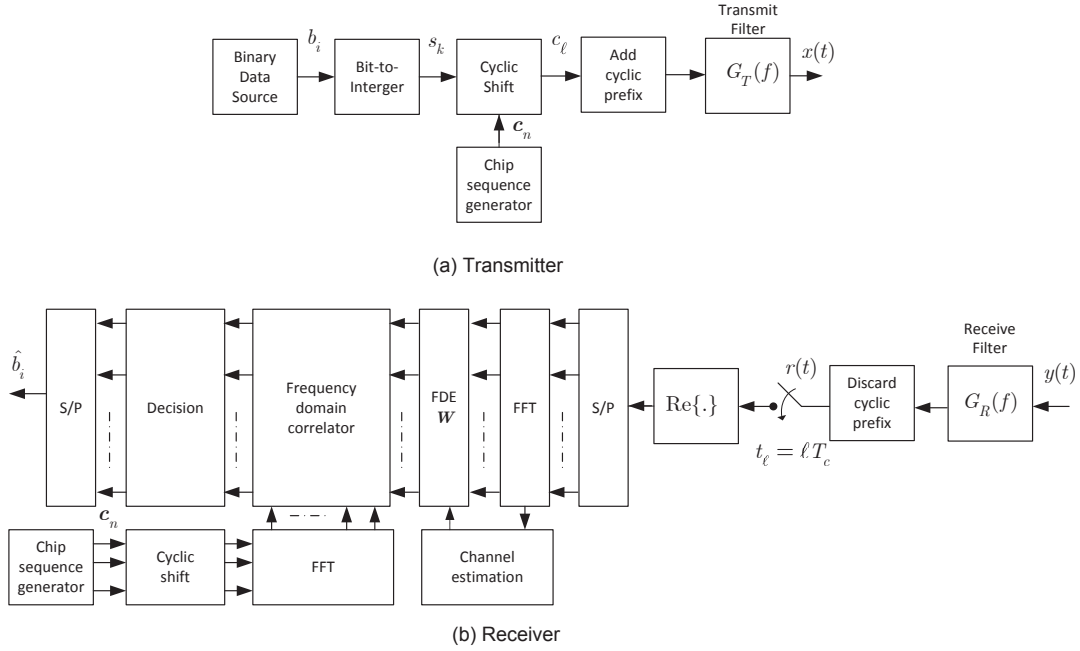 Transmit
Filter
b_i
s_k
c_ℓ
x(t)
Binary
Data
Source
Bit-to-
Interger
Cyclic
Shift
Add
cyclic
prefix
G_T(f)
c_n
Chip
sequence
generator
(a) Transmitter
b̂_i
S/P
Decision
Frequency
domain
correlator
FDE
W
FFT
S/P
Re{.}
r(t)
t_ℓ = ℓT_c
Discard
cyclic
prefix
Receive
Filter
G_R(f)
y(t)
c_n
Chip
sequence
generator
Cyclic
shift
FFT
Channel
estimation
(b) Receiver